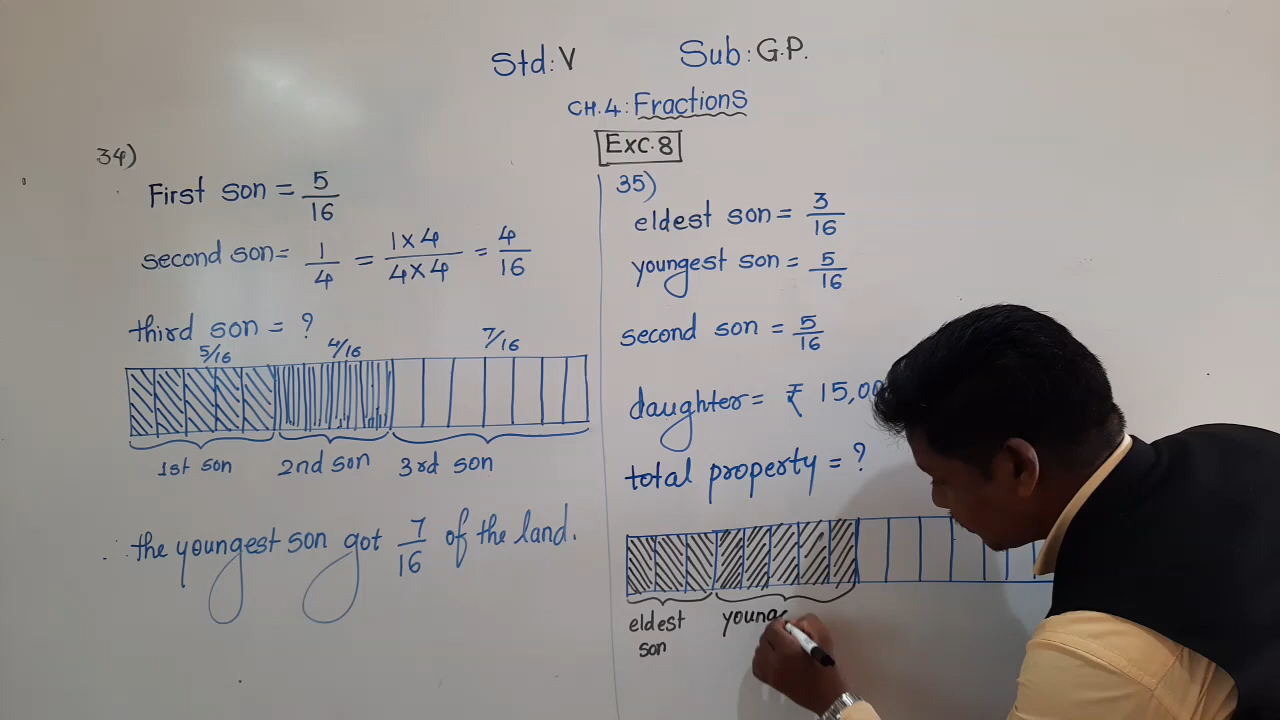 Std: V Sub: G.P.
CH.4: Fractions
Exc.8
34)
First son = 5/16
second son = 1/4 = 1×4/4×4 = 4/16
third son = ?
5/16 4/16 7/16
1st son 2nd son 3rd son
the youngest son got 7/16 of the land.
35)
eldest son = 3/16
youngest son = 5/16
second son = 5/16
daughter = ₹ 15,00
total property = ?
eldest
son